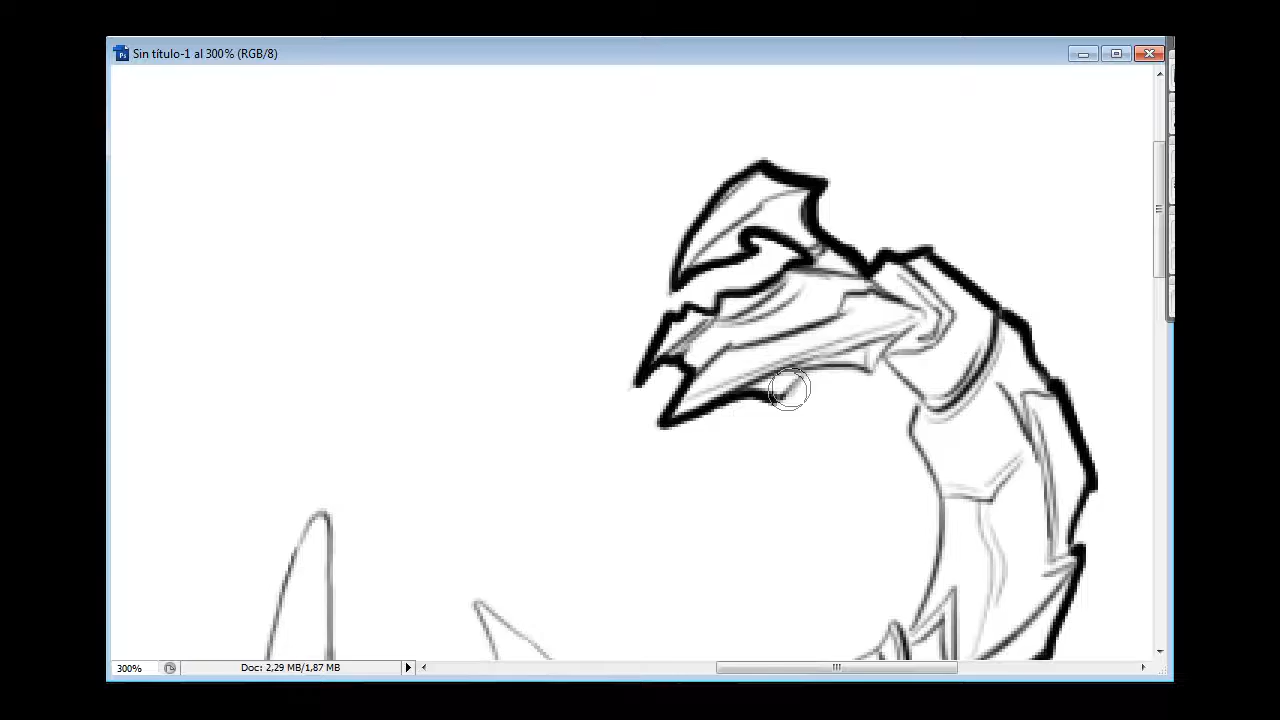 Sin título-1 al 300% (RGB/8)
300% Doc: 2,29 MB/1,87 MB